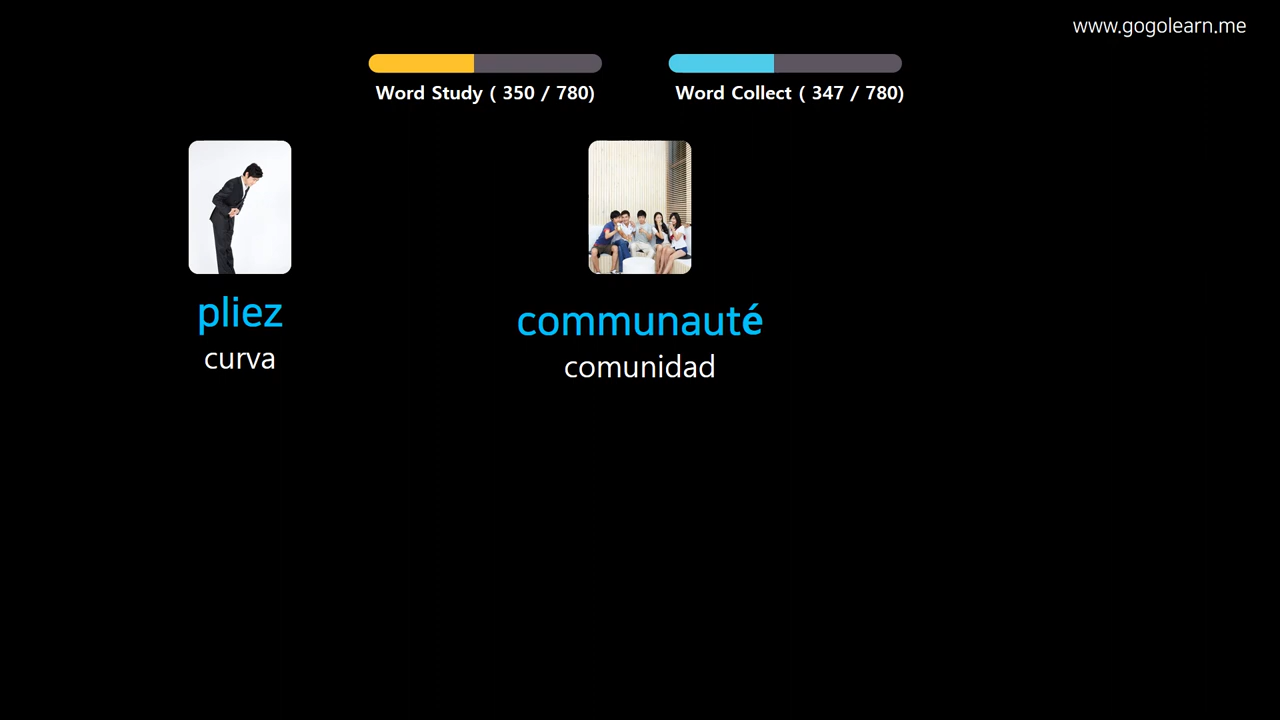 www.gogolearn.me
Word Study ( 350 / 780)
Word Collect ( 347 / 780)
pliez
curva
communauté
comunidad